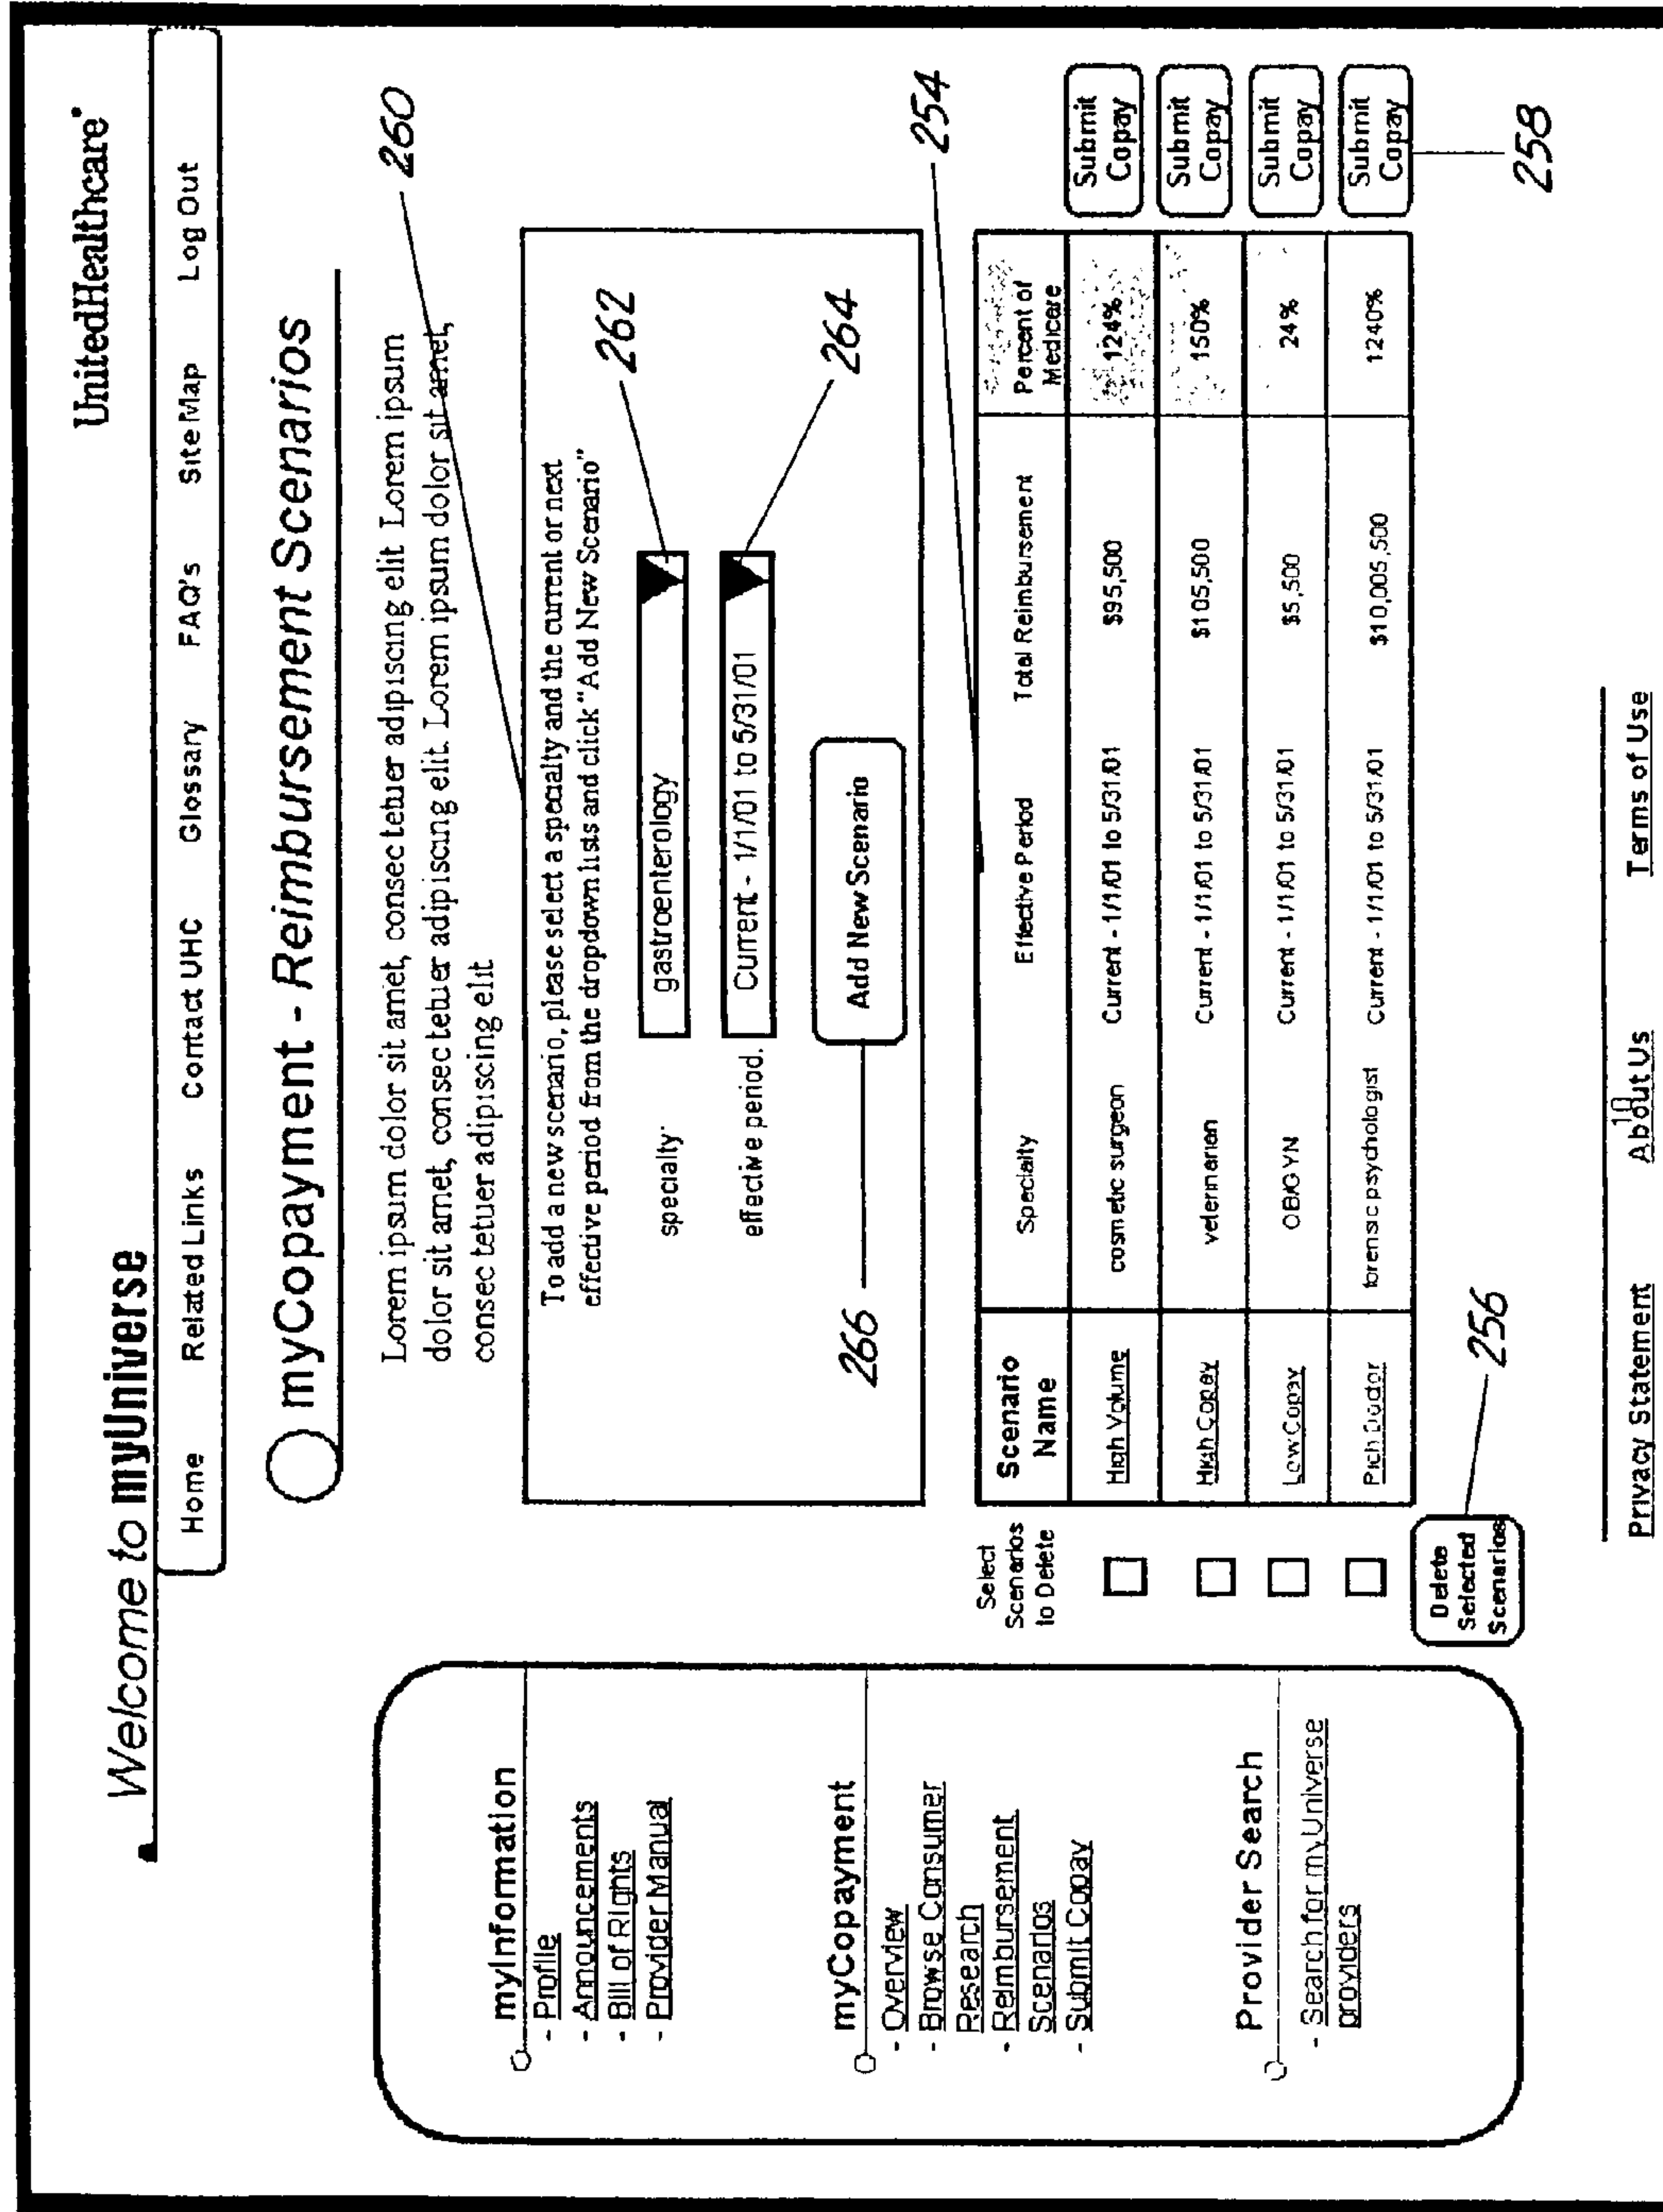 Welcome to myUniverse
UnitedHealthcare
Home Related Links Contact UHC Glossary FAQ's Site Map Log Out
myCopayment - Reimbursement Scenarios
Lorem ipsum dolor sit amet, consec tetuer adipiscing elit Lorem ipsum
dolor sit amet, consec tetuer adipiscing elit. Lorem ipsum dolor sit amet,
consec tetuer adipiscing elit
260
To add a new scenario, please select a specialty and the current or next
effective period from the dropdown lists and click "Add New Scenario"
specialty gastroenterology
262
effective period. Current - 1/1/01 to 5/31/01
264
Add New Scenario
266
254
myInformation
- Profile
- Announcements
- Bill of Rights
- Provider Manual
myCopayment
- Overview
- Browse Consumer
Research
- Reimbursement
Scenarios
- Submit Copay
Provider Search
- Search for myUniverse
providers
Select
Scenarios
to Delete
Scenario
Name
Specialty
Effective Period
Total Reimbursement
Percent of
Medicare
High Volume cosmetic surgeon Current - 1/1/01 to 5/31/01 $95,500 124%
Submit
Copay
High Copay veterinarian Current - 1/1/01 to 5/31/01 $105,500 150%
Submit
Copay
Low Copay OB/GYN Current - 1/1/01 to 5/31/01 $5,500 24%
Submit
Copay
Rich Doctor forensic psychologist Current - 1/1/01 to 5/31/01 $10,005,500 1240%
Submit
Copay
Delete
Selected
Scenarios
256
258
10
Privacy Statement About Us Terms of Use